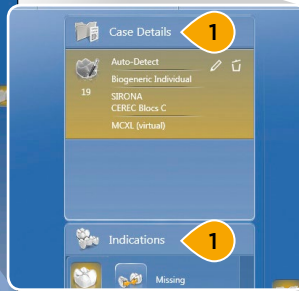 Case Details 1
Auto-Detect
Biogeneric Individual
19
SIRONA
CEREC Blocs C
MCXL (virtual)
Indications 1
Missing